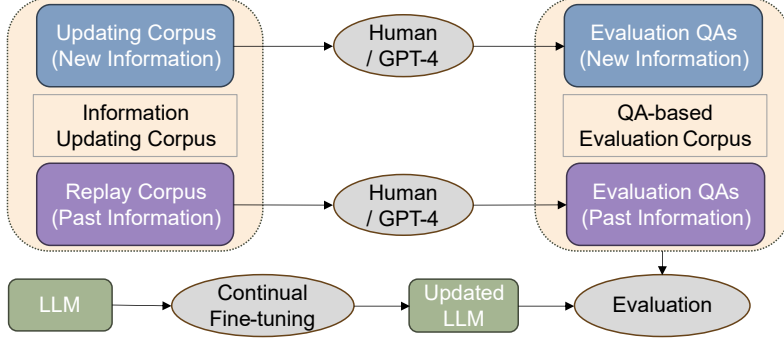 Updating Corpus
(New Information)
Human
/ GPT-4
Evaluation QAs
(New Information)
Information
Updating Corpus
QA-based
Evaluation Corpus
Replay Corpus
(Past Information)
Human
/ GPT-4
Evaluation QAs
(Past Information)
LLM
Continual
Fine-tuning
Updated
LLM
Evaluation